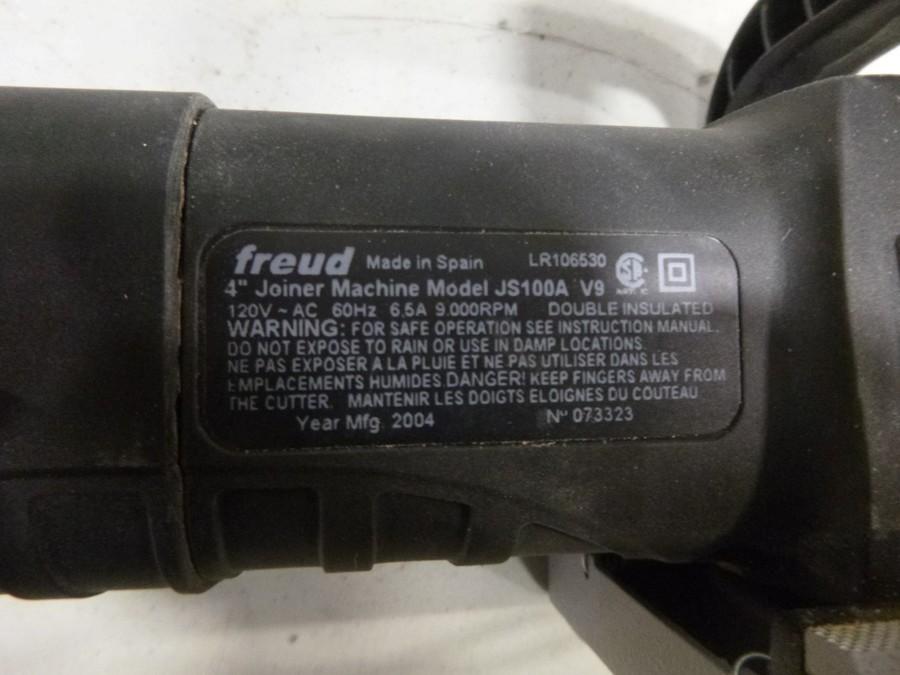 freud Made in Spain LR106530
4" Joiner Machine Model JS100A V9
120V ~ AC 60Hz 6.5A 9.000RPM DOUBLE INSULATED
WARNING: FOR SAFE OPERATION SEE INSTRUCTION MANUAL.
DO NOT EXPOSE TO RAIN OR USE IN DAMP LOCATIONS
NE PAS EXPOSER A LA PLUIE ET NE PAS UTILISER DANS LES
EMPLACEMENTS HUMIDES DANGER! KEEP FINGERS AWAY FROM
THE CUTTER. MANTENIR LES DOIGTS ELOIGNES DU COUTEAU
Year Mfg. 2004 Nº 073323